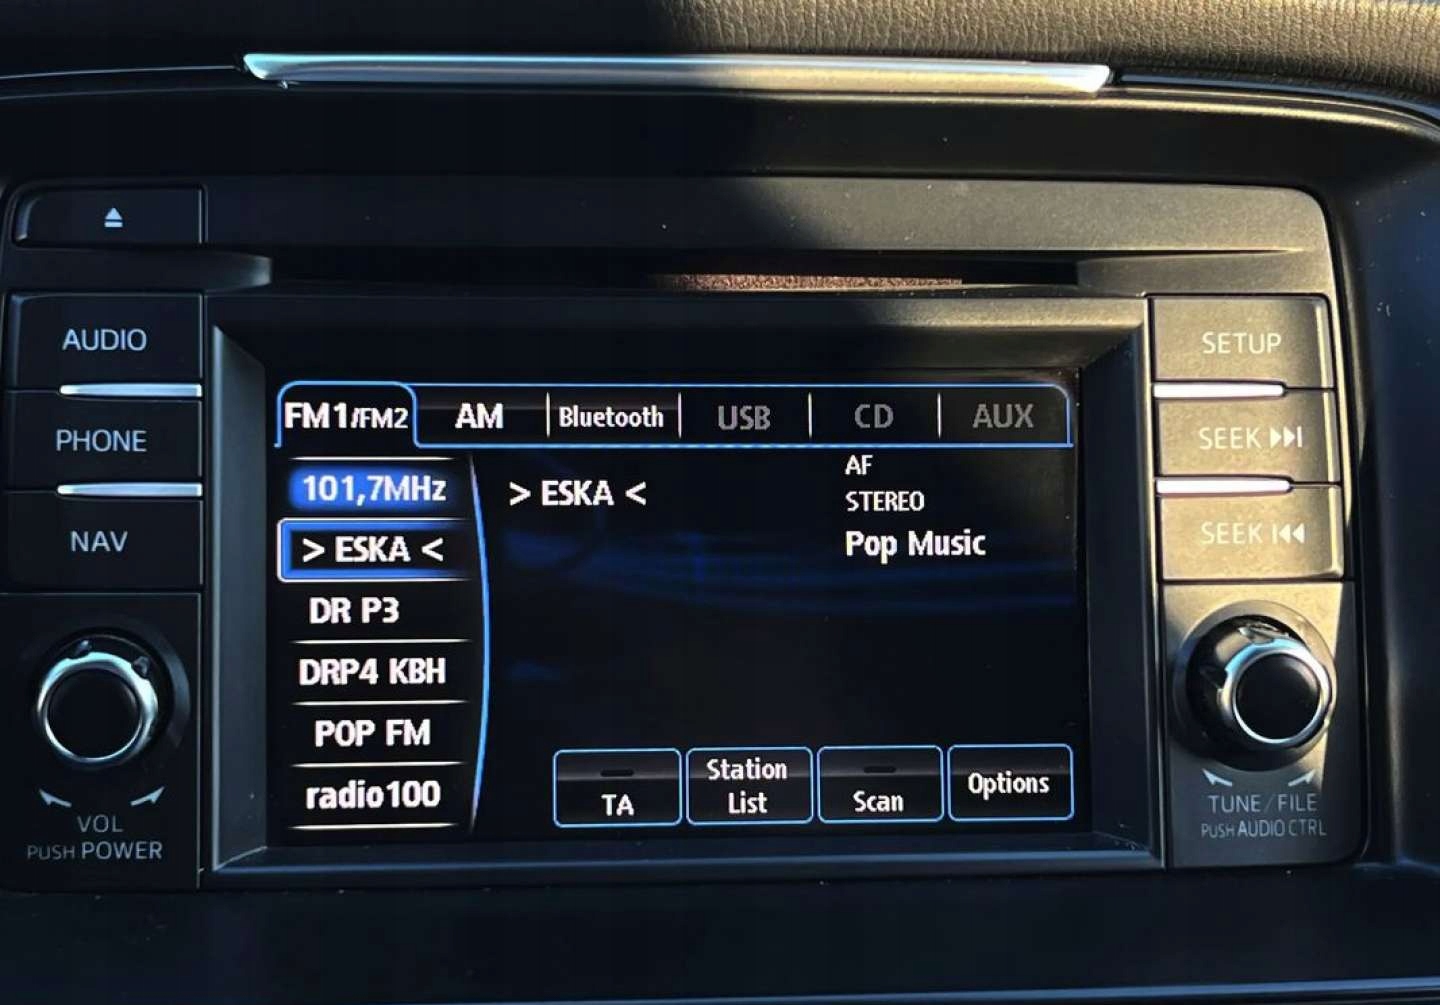 AUDIO
PHONE
NAV
VOL
PUSH POWER
FM1/FM2 AM Bluetooth USB CD AUX
101,7MHz
> ESKA <
DR P3
DRP4 KBH
POP FM
radio100
> ESKA <
AF
STEREO
Pop Music
TA
Station
List
Scan
Options
SETUP
SEEK
SEEK
TUNE/FILE
PUSH AUDIO CTRL